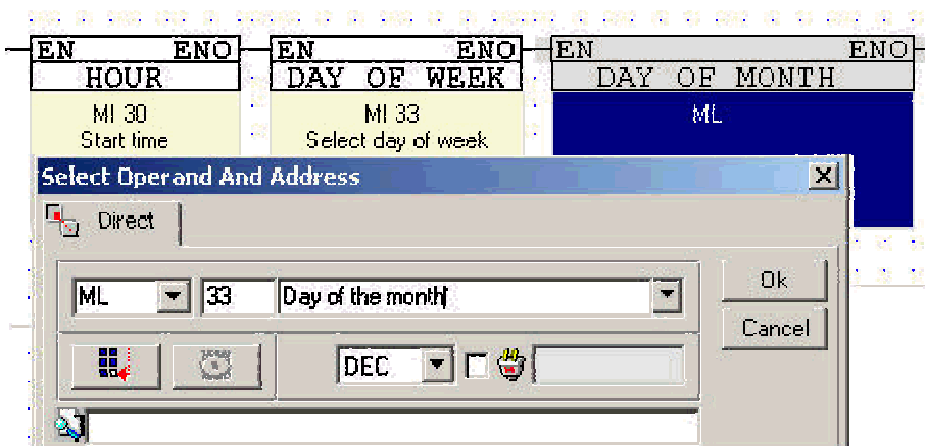 EN ENO EN ENO EN ENO
HOUR DAY OF WEEK DAY OF MONTH
MI 30 MI 33 ML
Start time Select day of week
Select Operand And Address
Direct
ML 33 Day of the month
Ok
Cancel
DEC